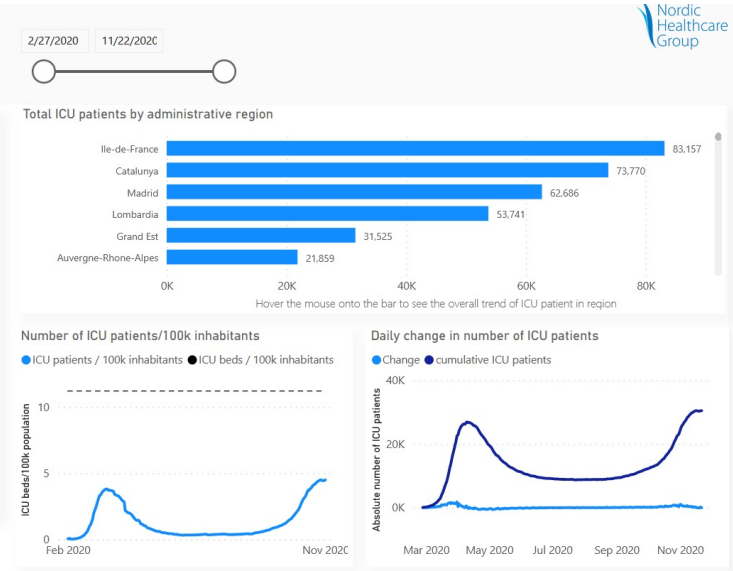 Nordic
Healthcare
Group
2/27/2020 11/22/202C
Total ICU patients by administrative region
Ile-de-France 83,157
Catalunya 73,770
Madrid 62,686
Lombardia 53,741
Grand Est 31,525
Auvergne-Rhone-Alpes 21,859
0K 20K 40K 60K 80K
Hover the mouse onto the bar to see the overall trend of ICU patient in region
Number of ICU patients/100k inhabitants
ICU patients / 100k inhabitants ICU beds / 100k inhabitants
ICU beds/100k population
10
5
0
Feb 2020 Nov 202C
Daily change in number of ICU patients
Change cumulative ICU patients
Absolute number of ICU patients
40K
20K
0K
Mar 2020 May 2020 Jul 2020 Sep 2020 Nov 2020